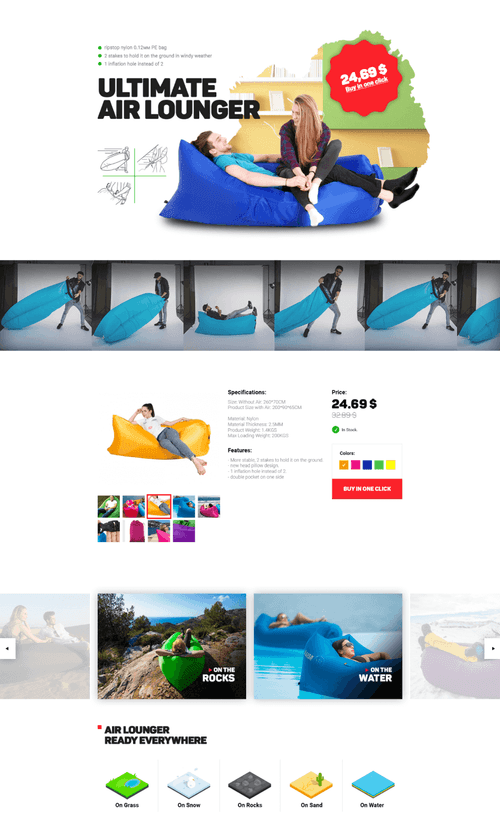 ripstop nylon 0.12мм PE bag
2 stakes to hold it on the ground in windy weather
1 inflation hole instead of 2
ULTIMATE
AIR LOUNGER
24,69 $
Buy in one click
Specifications:
Size Without Air: 260*70CM
Product Size with Air: 200*90*50CM
Material: Nylon
Material Thickness: 2.5MM
Product Weight: 1.4KGS
Max Loading Weight: 200KGS
Features:
- More stable, 2 stakes to hold it on the ground
- new head pillow design
- 1 inflation hole instead of 2
- double pocket on one side
Price:
24.69 $
32.89 $
In Stock
Colors:
BUY IN ONE CLICK
ON THE
ROCKS
ON THE
WATER
AIR LOUNGER
READY EVERYWHERE
On Grass
On Snow
On Rocks
On Sand
On Water